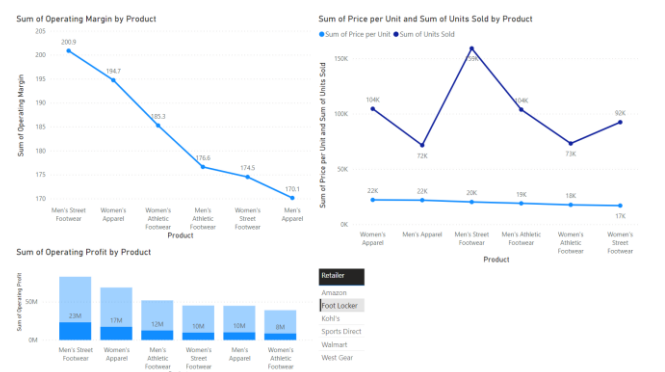 Sum of Operating Margin by Product
205
200
195
190
185
180
175
170
Sum of Operating Margin
200.9
194.7
185.3
176.6
174.5
170.1
Men's Street Footwear
Women's Apparel
Women's Athletic Footwear
Men's Athletic Footwear
Women's Street Footwear
Men's Apparel
Product
Sum of Price per Unit and Sum of Units Sold by Product
Sum of Price per Unit
Sum of Units Sold
150K
100K
50K
0K
Sum of Price per Unit and Sum of Units Sold
104K
72K
159K
104K
73K
92K
22K
22K
20K
19K
18K
17K
Women's Apparel
Men's Apparel
Men's Street Footwear
Men's Athletic Footwear
Women's Athletic Footwear
Women's Street Footwear
Product
Sum of Operating Profit by Product
50M
0M
Sum of Operating Profit
23M
17M
12M
10M
10M
8M
Men's Street Footwear
Women's Apparel
Men's Athletic Footwear
Women's Street Footwear
Men's Apparel
Women's Athletic Footwear
Retailer
Amazon
Foot Locker
Kohl's
Sports Direct
Walmart
West Gear